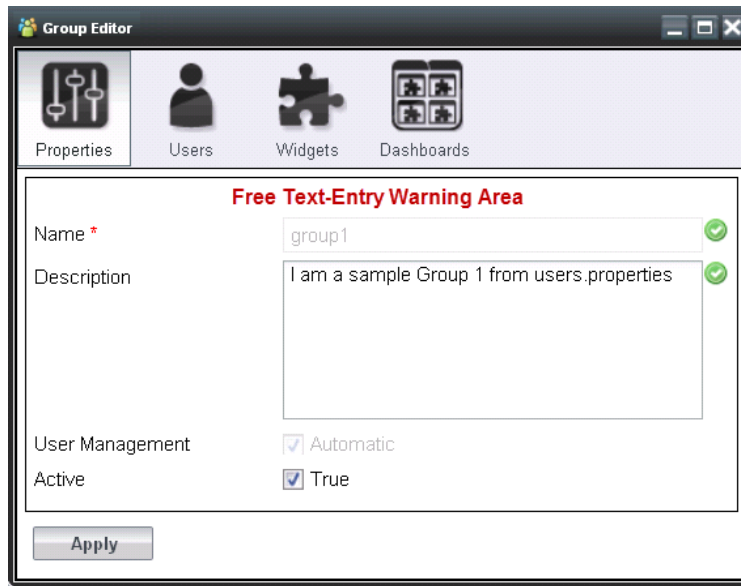 Group Editor
Properties Users Widgets Dashboards
Free Text-Entry Warning Area
Name * group1
Description I am a sample Group 1 from users.properties
User Management Automatic
Active True
Apply